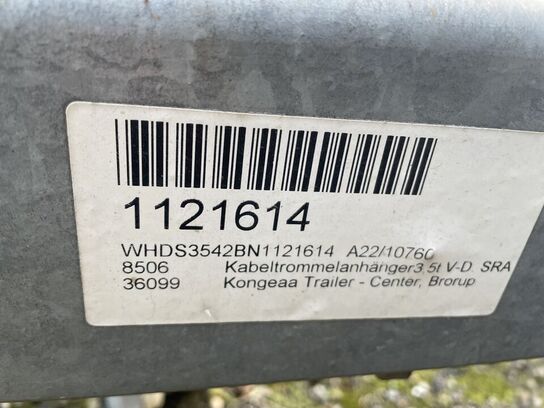 1121614
WHDS3542BN1121614 A22/10760
8506 Kabeltrommelanhänger3.5t V-D. SRA
36099 Kongeaa Trailer - Center, Brorup